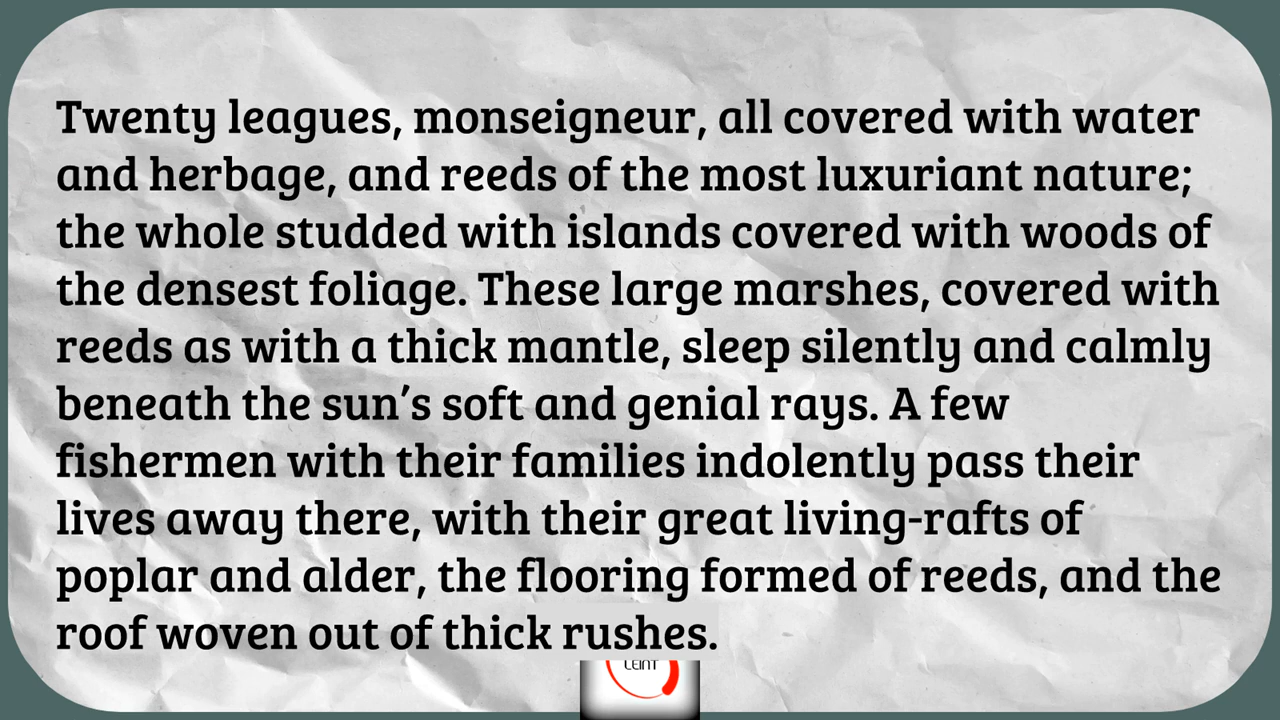 Twenty leagues, monseigneur, all covered with water
and herbage, and reeds of the most luxuriant nature;
the whole studded with islands covered with woods of
the densest foliage. These large marshes, covered with
reeds as with a thick mantle, sleep silently and calmly
beneath the sun’s soft and genial rays. A few
fishermen with their families indolently pass their
lives away there, with their great living-rafts of
poplar and alder, the flooring formed of reeds, and the
roof woven out of thick rushes.
LEINT